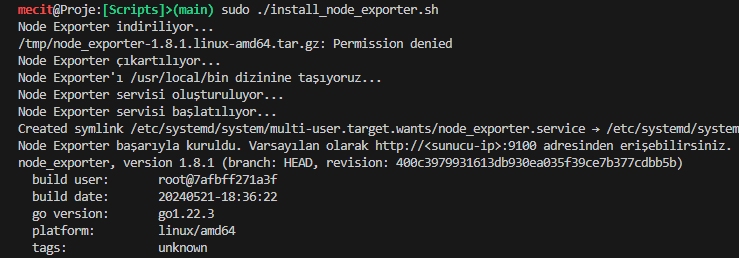 mecit@Proje:[Scripts]>(main) sudo ./install_node_exporter.sh
Node Exporter indiriliyor...
/tmp/node_exporter-1.8.1.linux-amd64.tar.gz: Permission denied
Node Exporter çıkartılıyor...
Node Exporter'ı /usr/local/bin dizinine taşıyoruz...
Node Exporter servisi oluşturuluyor...
Node Exporter servisi başlatılıyor...
Created symlink /etc/systemd/system/multi-user.target.wants/node_exporter.service → /etc/systemd/system
Node Exporter başarıyla kuruldu. Varsayılan olarak http://<sunucu-ip>:9100 adresinden erişebilirsiniz.
node_exporter, version 1.8.1 (branch: HEAD, revision: 400c3979931613db930ea035f39ce7b377cdbb5b)
  build user:       root@7afbff271a3f
  build date:       20240521-18:36:22
  go version:       go1.22.3
  platform:         linux/amd64
  tags:             unknown